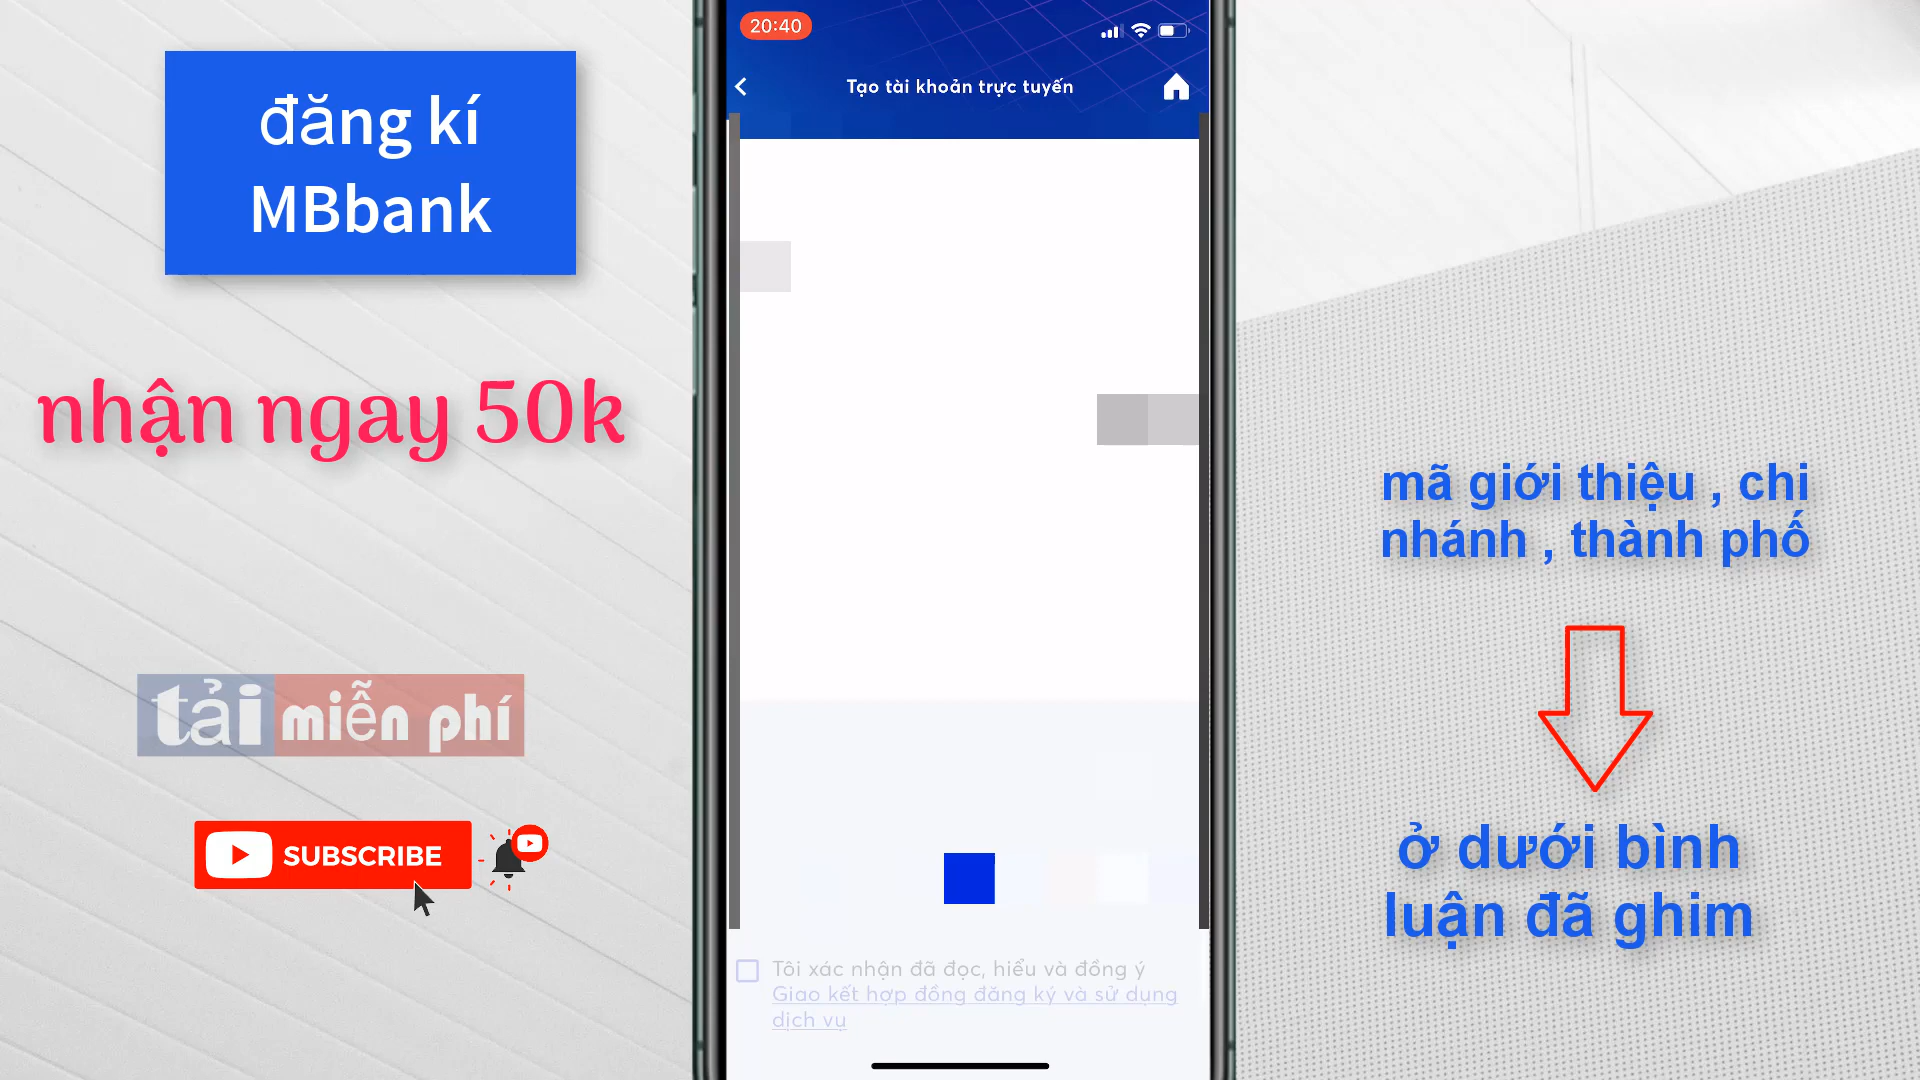 đăng kí
MBbank
nhận ngay 50k
tải miễn phí
SUBSCRIBE
20:40
Tạo tài khoản trực tuyến
Tôi xác nhận đã đọc, hiểu và đồng ý
Giao kết hợp đồng đăng ký và sử dụng
dịch vụ
mã giới thiệu , chi
nhánh , thành phố
ở dưới bình
luận đã ghim